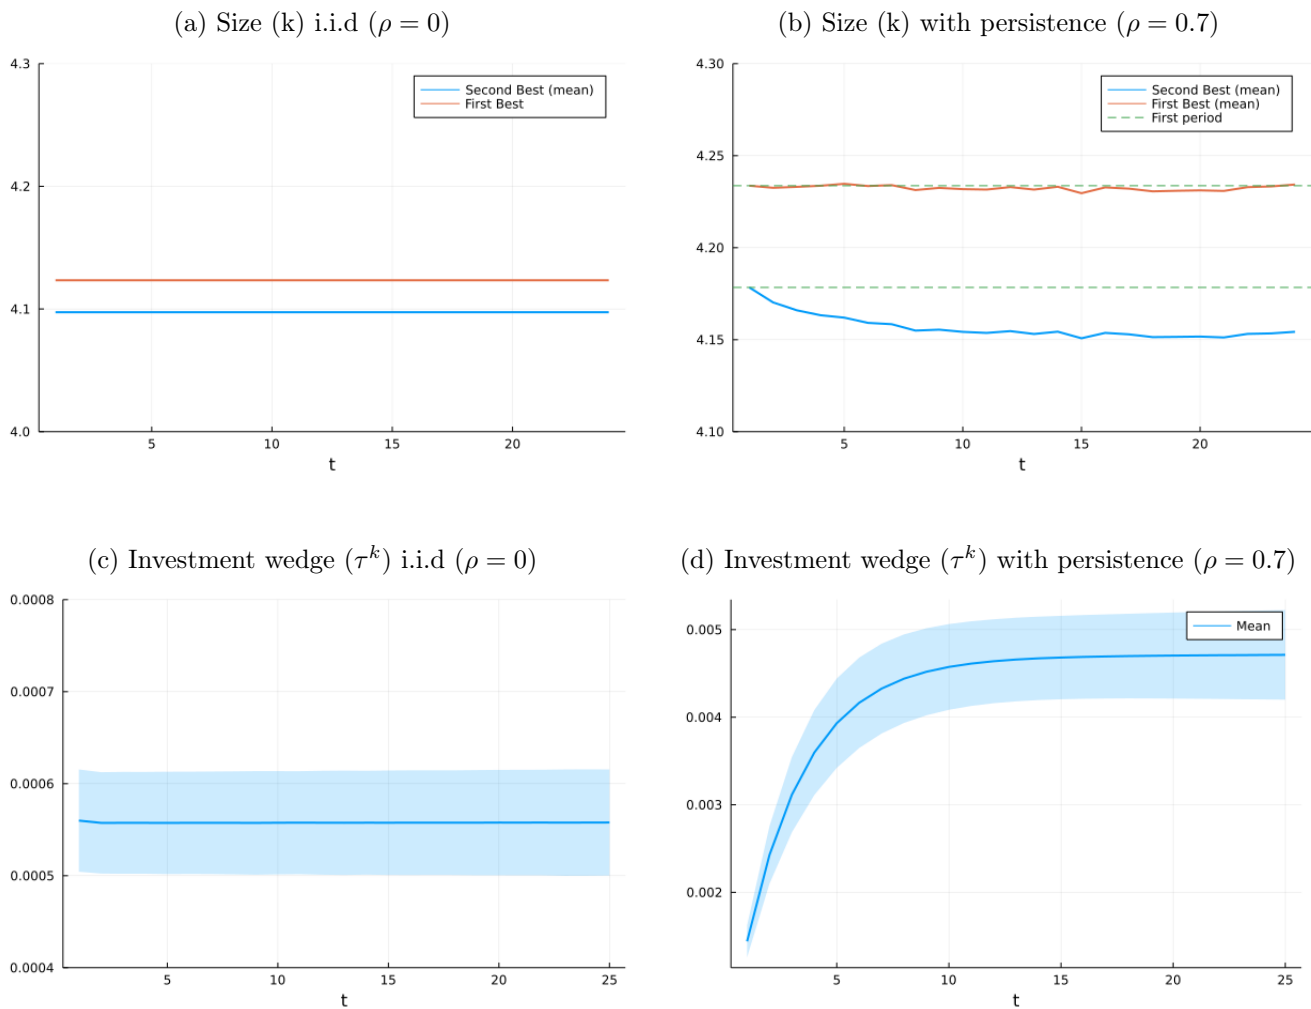 (a) Size (k) i.i.d (ρ = 0)
4.3
4.2
4.1
4.0
Second Best (mean)
First Best
5
10
15
20
t
(b) Size (k) with persistence (ρ = 0.7)
4.30
4.25
4.20
4.15
4.10
Second Best (mean)
First Best (mean)
First period
5
10
15
20
t
(c) Investment wedge (τ^k) i.i.d (ρ = 0)
0.0008
0.0007
0.0006
0.0005
0.0004
5
10
15
20
25
t
(d) Investment wedge (τ^k) with persistence (ρ = 0.7)
0.005
0.004
0.003
0.002
Mean
5
10
15
20
25
t